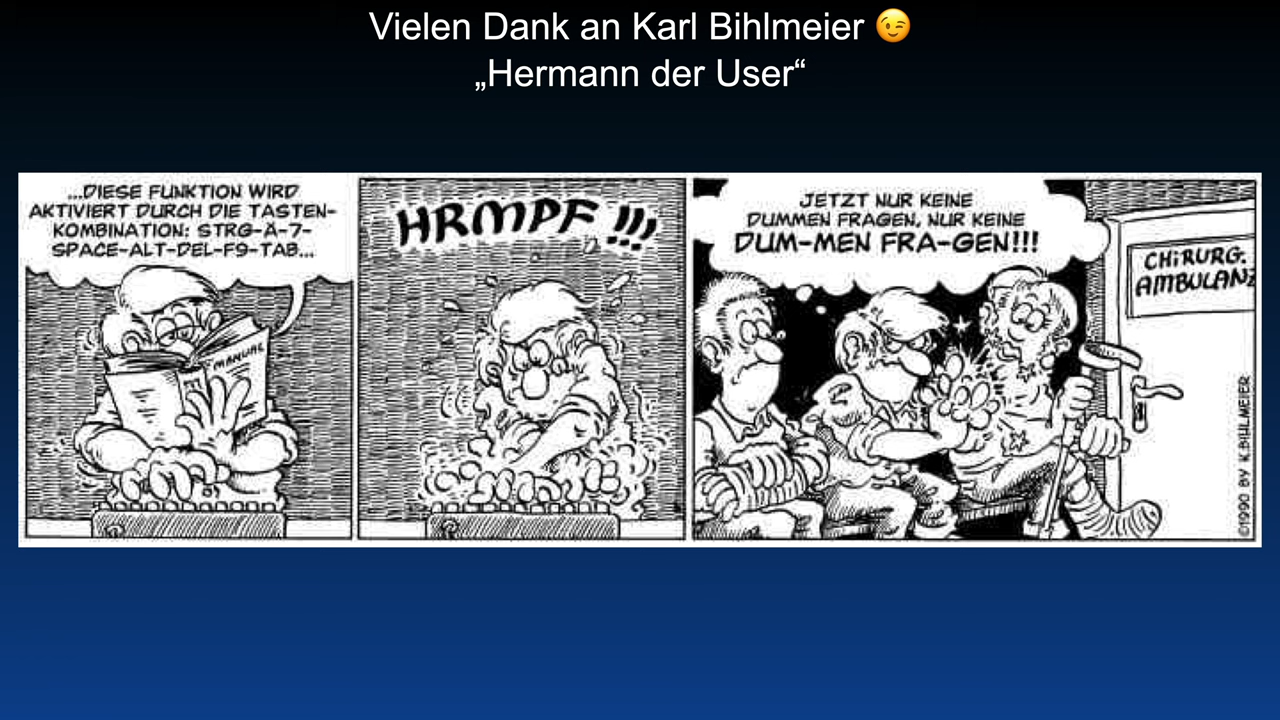 Vielen Dank an Karl Bihlmeier 😉
„Hermann der User“
...DIESE FUNKTION WIRD
AKTIVIERT DURCH DIE TASTEN-
KOMBINATION: STRG-Ä-7-
SPACE-ALT-DEL-F9-TAB...
MANUAL
HRMPF !!!
JETZT NUR KEINE
DUMMEN FRAGEN, NUR KEINE
DUM-MEN FRA-GEN!!!
CHIRURG.
AMBULANZ
©1990 BY K.BIHLMEIER